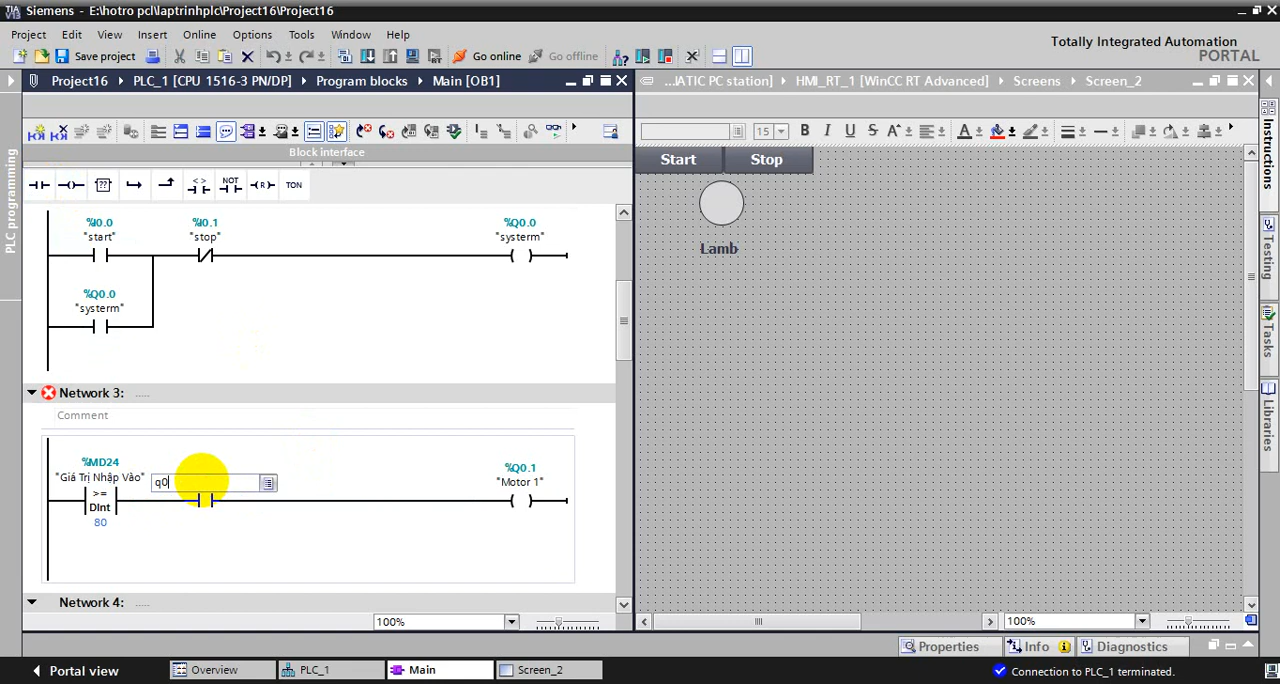 TIA V13 Siemens - E:\hotro pcl\laptrinhplc\Project16\Project16
Project Edit View Insert Online Options Tools Window Help
Totally Integrated Automation
PORTAL
Save project Go online Go offline
Project16 PLC_1 [CPU 1516-3 PN/DP] Program blocks Main [OB1]
...ATIC PC station] HMI_RT_1 [WinCC RT Advanced] Screens Screen_2
15 B I U S A A
Block interface
?? < > NOT (R) TON
Start Stop
Lamb
%I0.0 %I0.1 %Q0.0
"start" "stop" "systerm"
%Q0.0
"systerm"
Network 3: .....
Comment
%MD24 %Q0.1
"Giá Trị Nhập Vào" q0 "Motor 1"
>=
DInt
80
Network 4: .....
100% 100%
Properties Info Diagnostics
Portal view Overview PLC_1 Main Screen_2
Connection to PLC_1 terminated.
PLC programming
Instructions
Testing
Tasks
Libraries